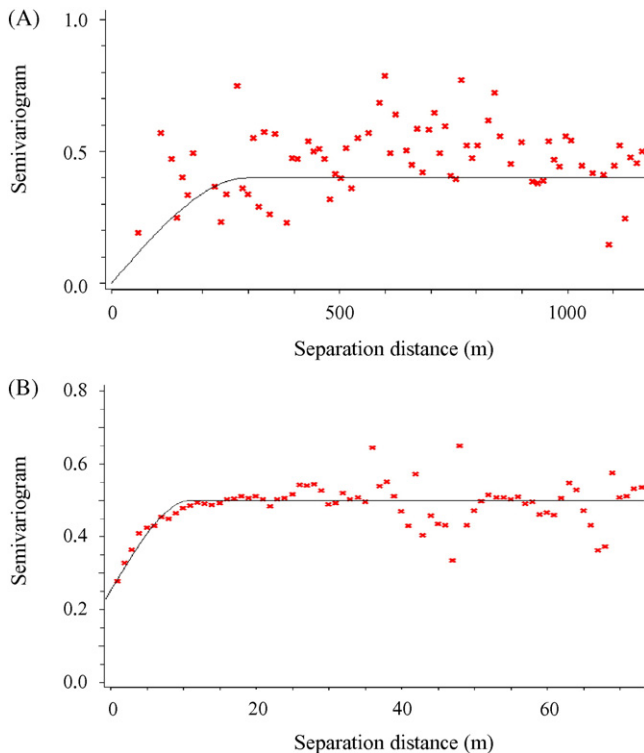 (A)
1.0
0.5
0.0
Semivariogram
0 500 1000
Separation distance (m)
(B)
0.8
0.6
0.4
0.2
0.0
Semivariogram
0 20 40 60
Separation distance (m)